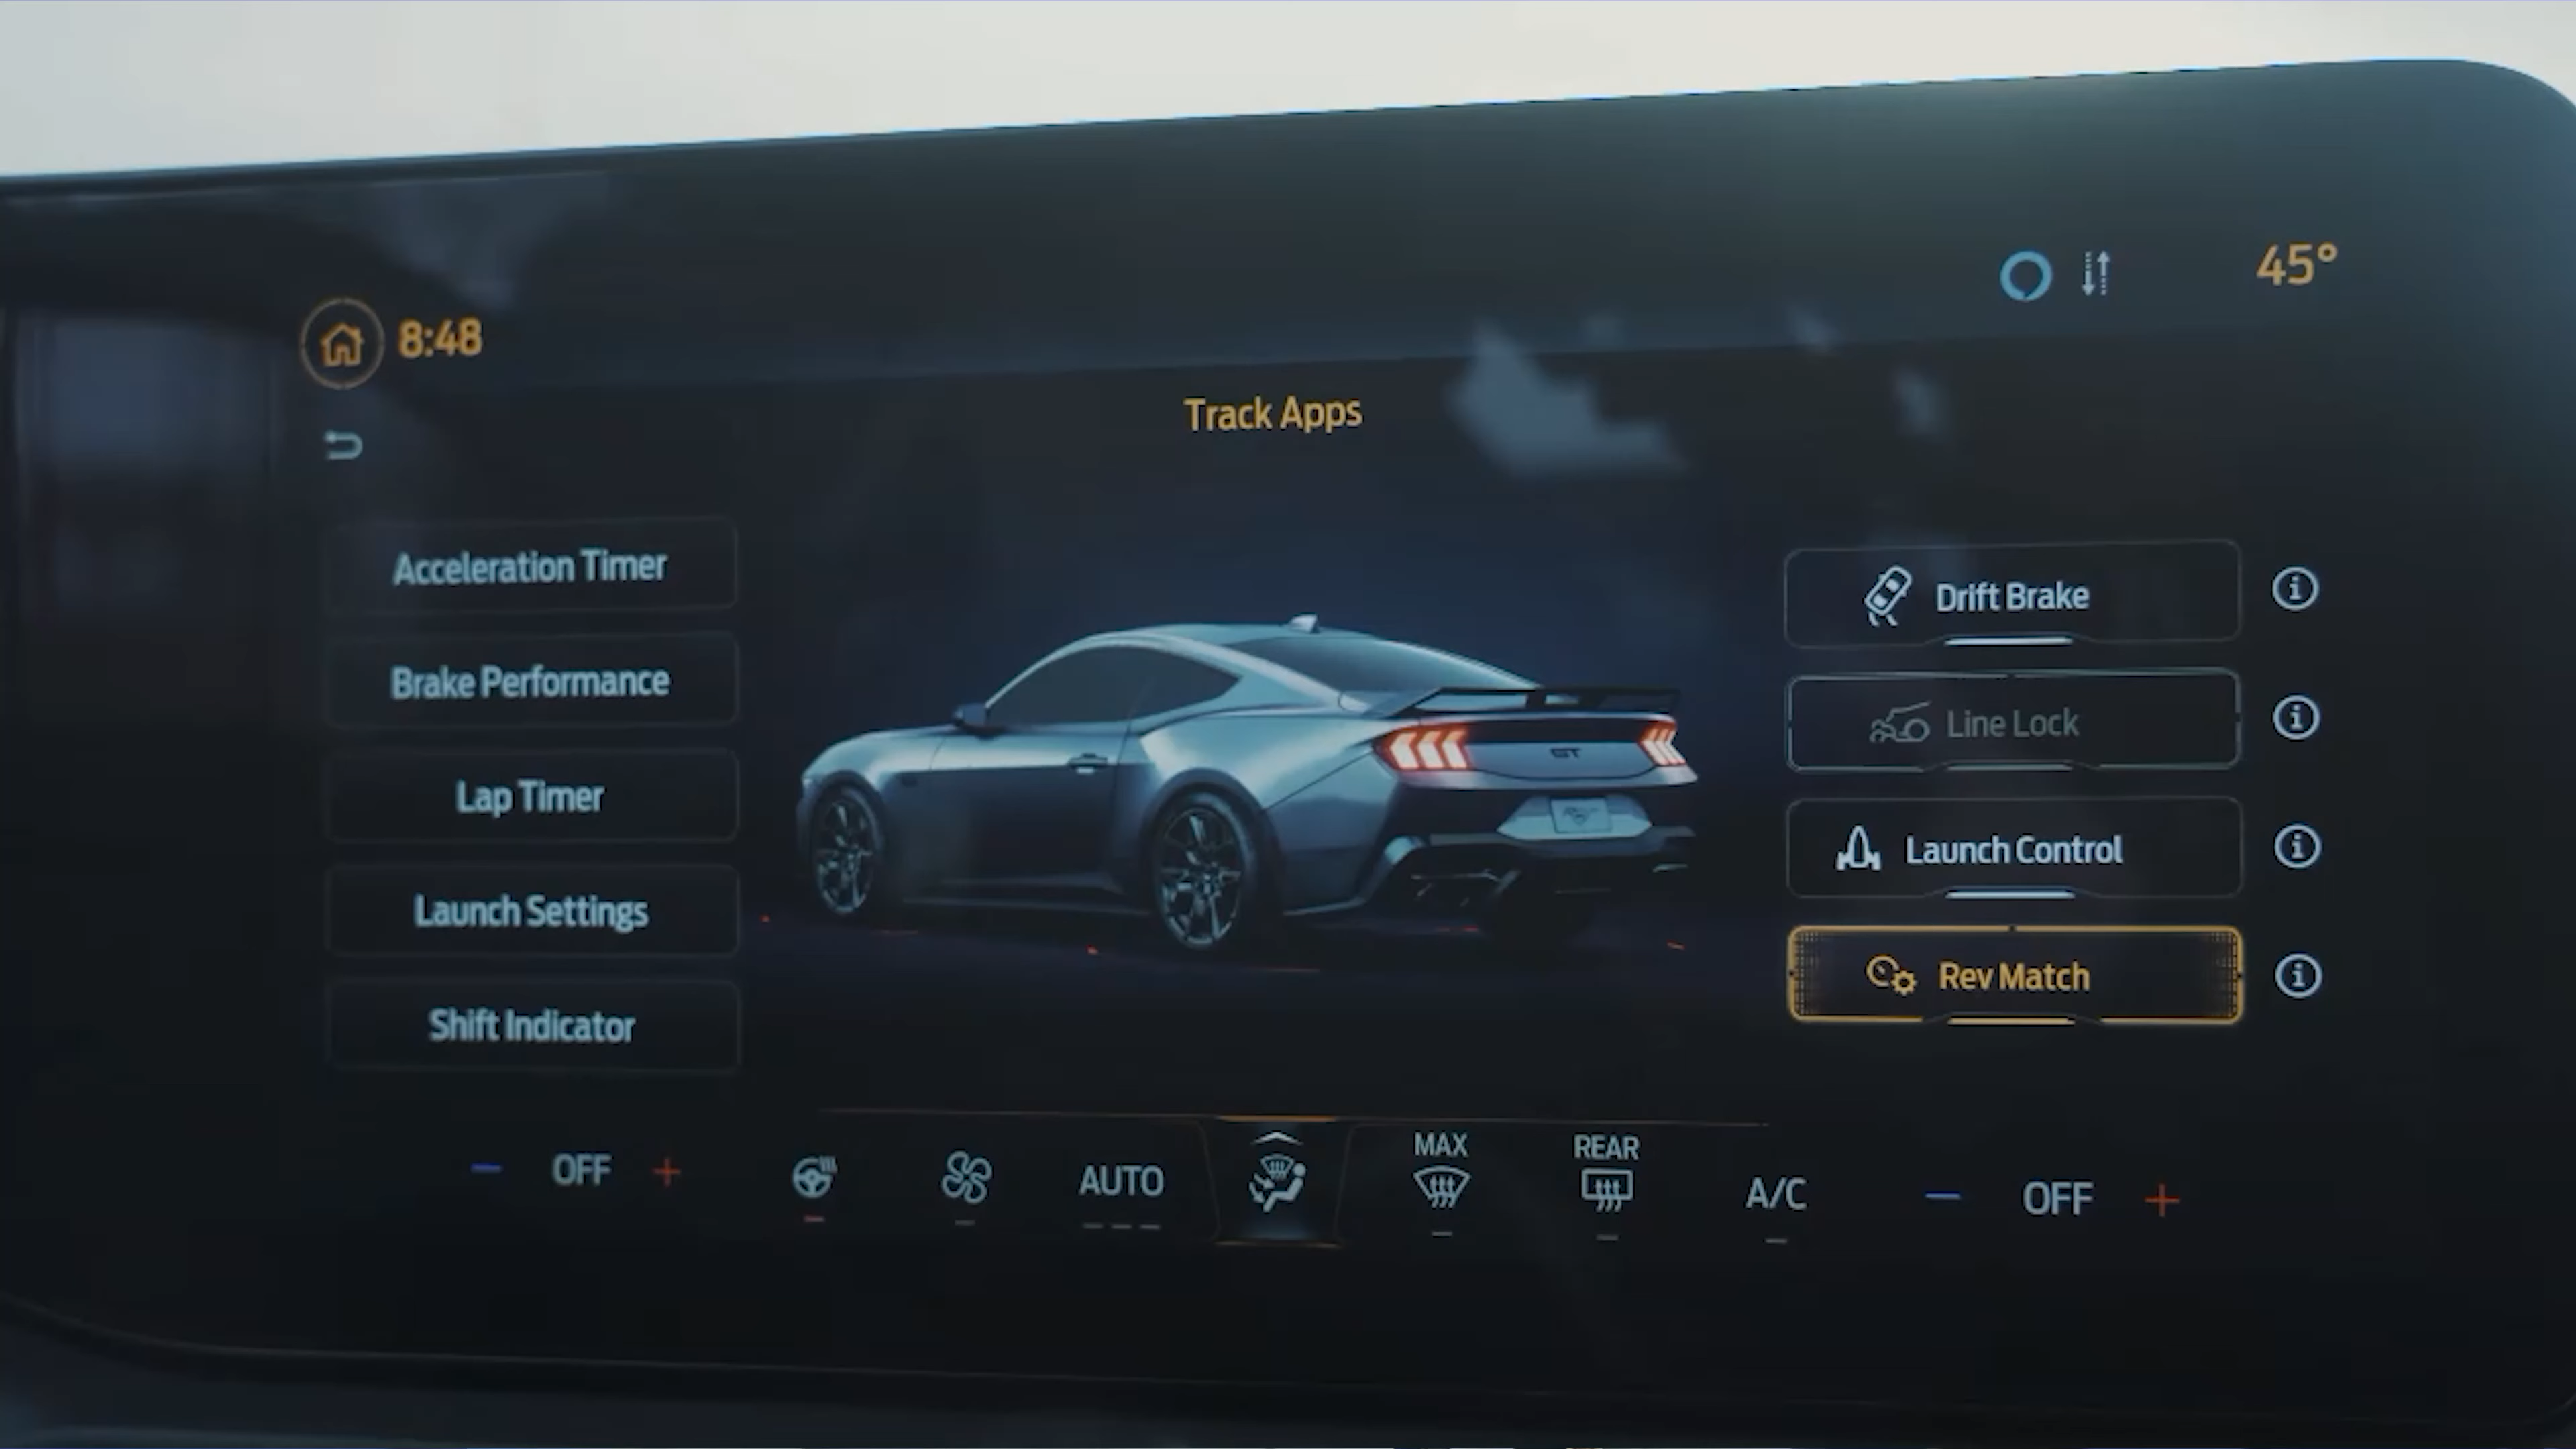 8:48
45°
Track Apps
Acceleration Timer
Brake Performance
Lap Timer
Launch Settings
Shift Indicator
GT
Drift Brake
Line Lock
Launch Control
Rev Match
OFF
AUTO
MAX
REAR
A/C
OFF